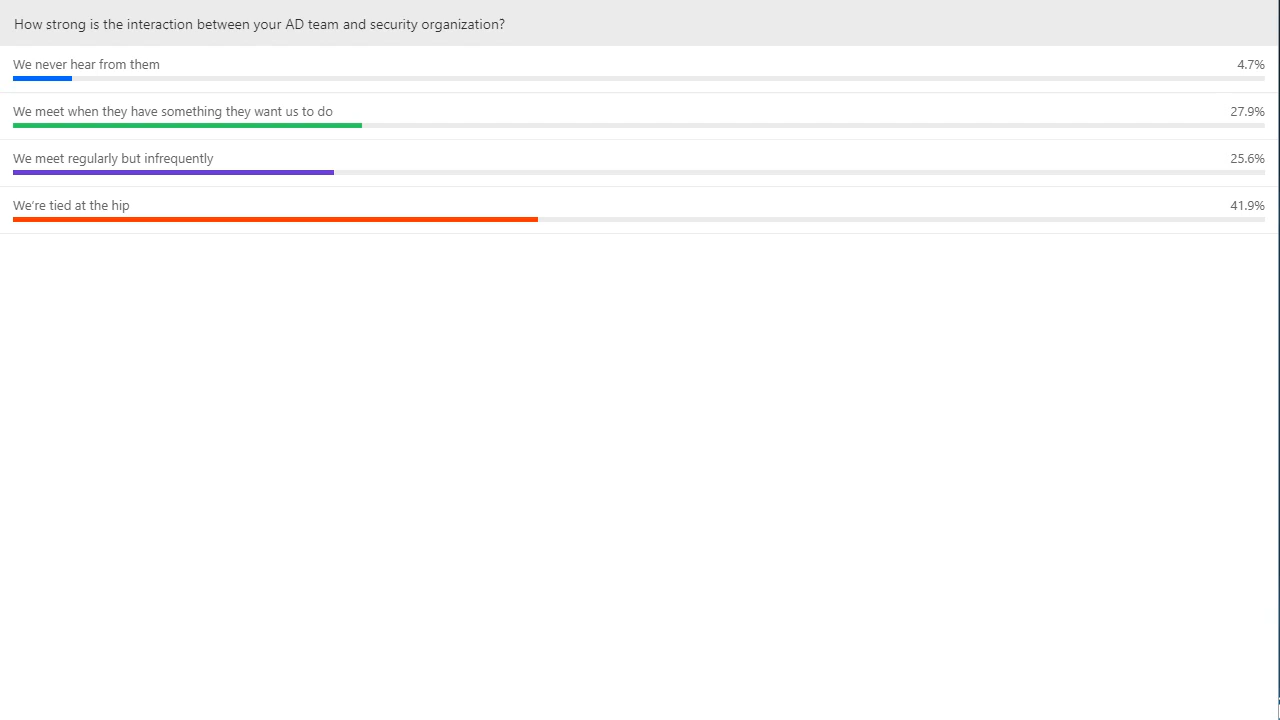 How strong is the interaction between your AD team and security organization?
We never hear from them 4.7%
We meet when they have something they want us to do 27.9%
We meet regularly but infrequently 25.6%
We’re tied at the hip 41.9%